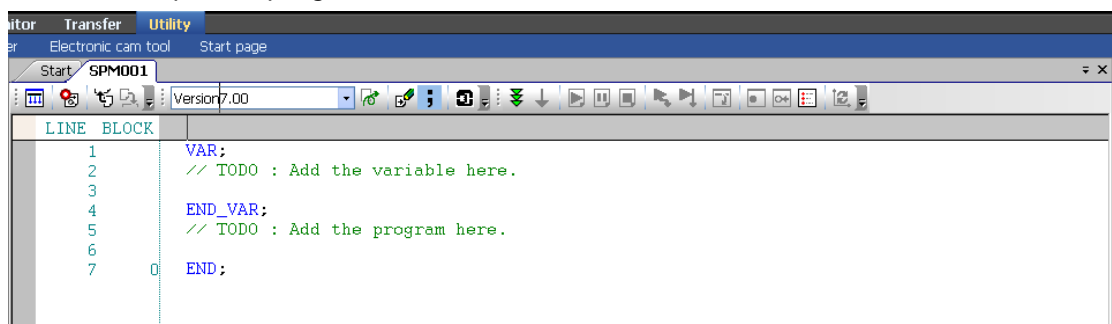 itor Transfer Utility
er Electronic cam tool Start page
Start SPM001
Version7.00
LINE BLOCK
1 VAR;
2 // TODO : Add the variable here.
3
4 END_VAR;
5 // TODO : Add the program here.
6
7 0 END;